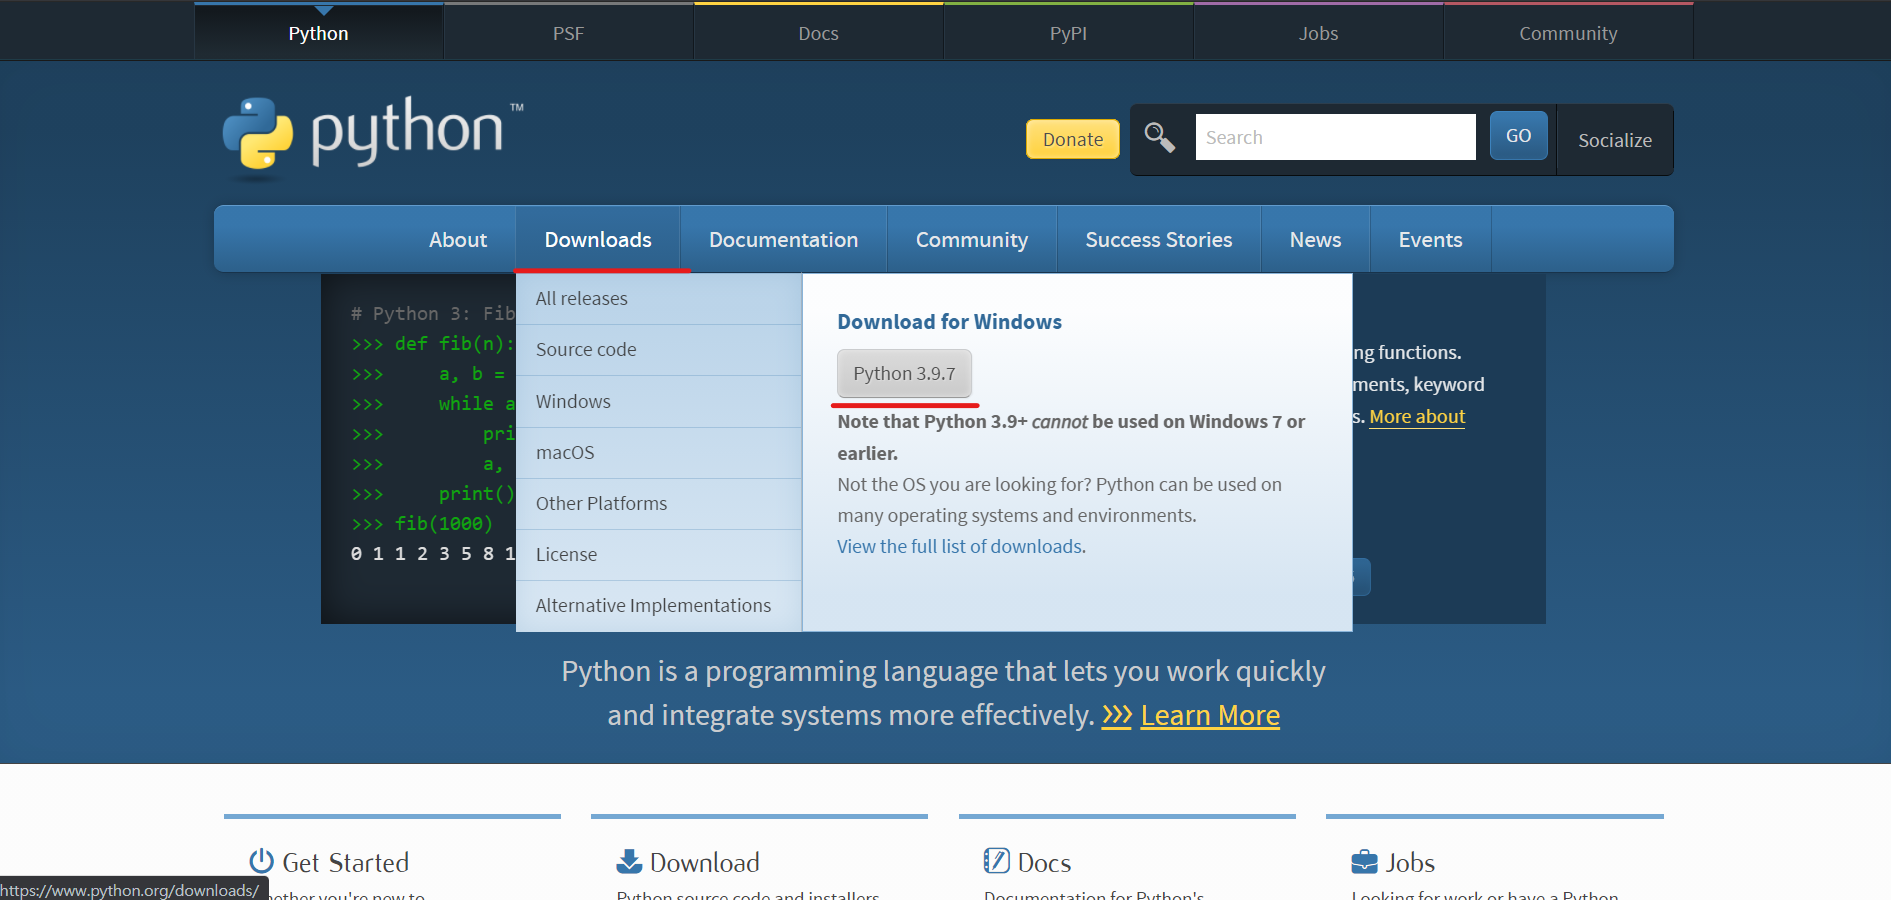 Python PSF Docs PyPI Jobs Community
python™
Donate Search GO Socialize
About Downloads Documentation Community Success Stories News Events
All releases
Source code
Windows
macOS
Other Platforms
License
Alternative Implementations
Download for Windows
Python 3.9.7
Note that Python 3.9+ cannot be used on Windows 7 or
earlier.
Not the OS you are looking for? Python can be used on
many operating systems and environments.
View the full list of downloads.
# Python 3: Fib
>>> def fib(n):
>>> a, b =
>>> while a
>>> pri
>>> a,
>>> print()
>>> fib(1000)
0 1 1 2 3 5 8 1
ng functions.
ments, keyword
s. More about
Python is a programming language that lets you work quickly
and integrate systems more effectively. >>> Learn More
Get Started
hether you're new to
Download
Python source code and installers
Docs
Documentation for Python's
Jobs
Looking for work or have a Python
https://www.python.org/downloads/